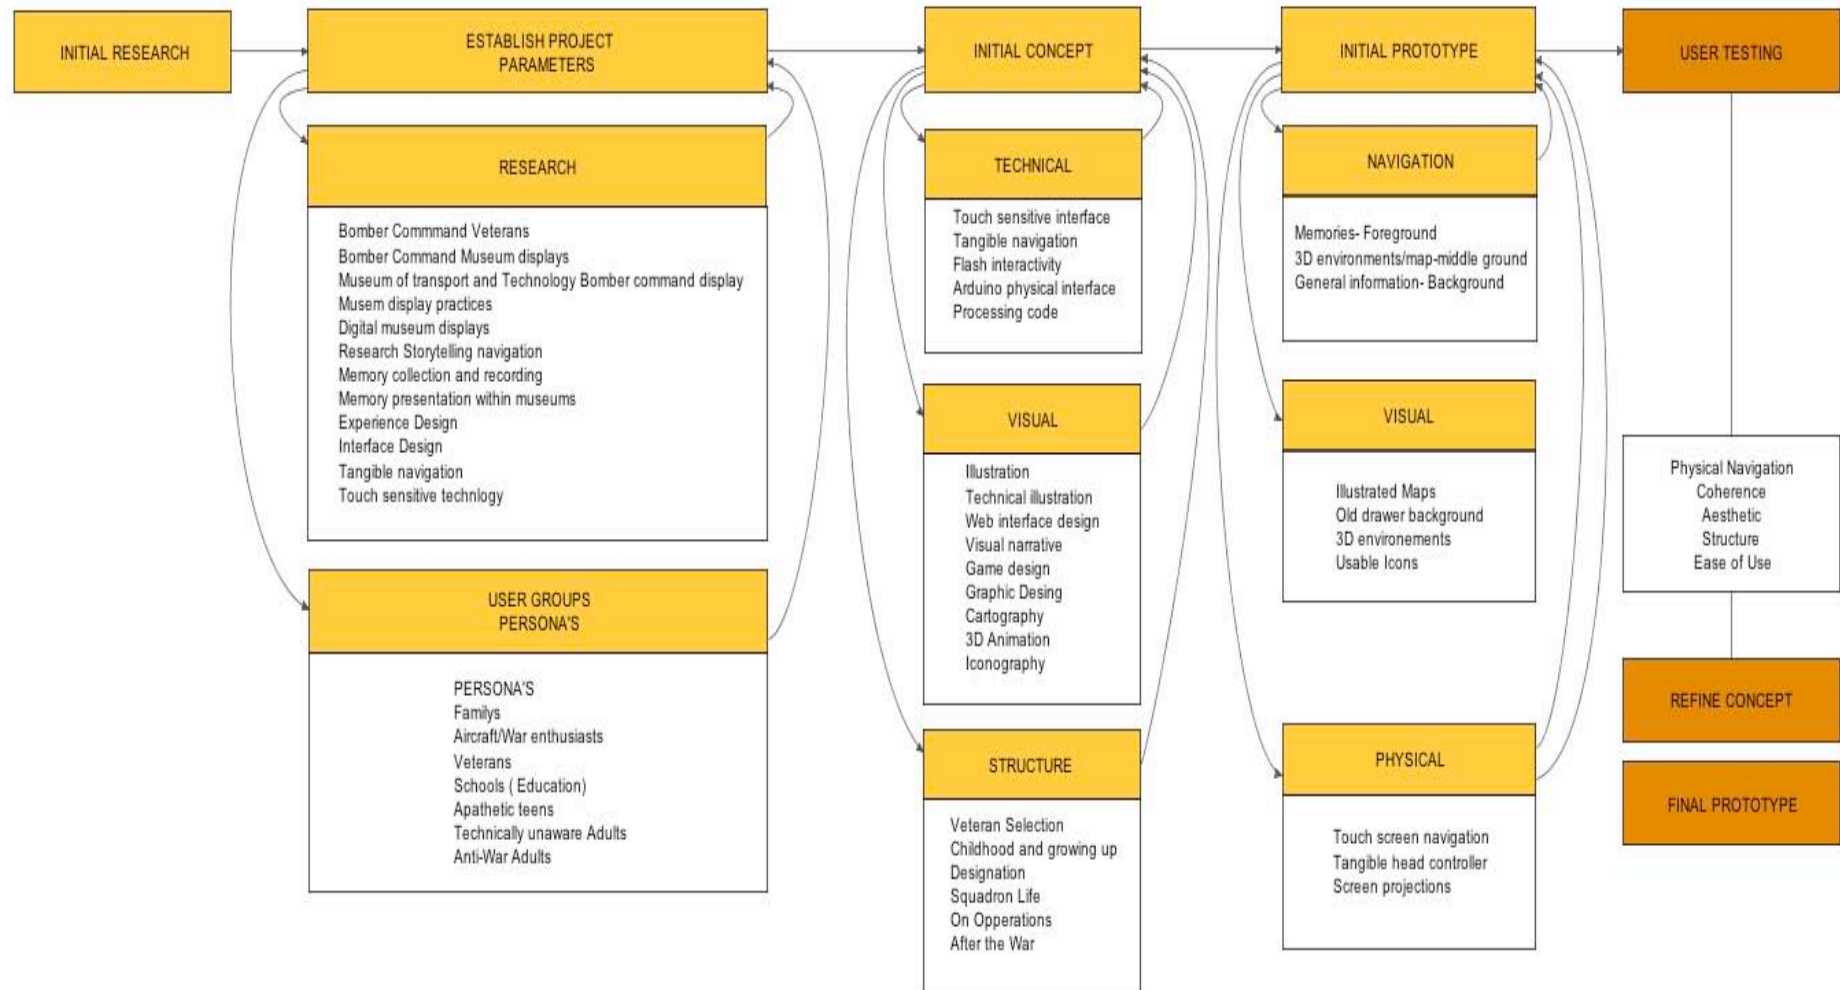 INITIAL RESEARCH
ESTABLISH PROJECT
PARAMETERS
RESEARCH
Bomber Commmand Veterans
Bomber Command Museum displays
Museum of transport and Technology Bomber command display
Musem display practices
Digital museum displays
Research Storytelling navigation
Memory collection and recording
Memory presentation within museums
Experience Design
Interface Design
Tangible navigation
Touch sensitive technlogy
USER GROUPS
PERSONA'S
PERSONA'S
Familys
Aircraft/War enthusiasts
Veterans
Schools ( Education)
Apathetic teens
Technically unaware Adults
Anti-War Adults
INITIAL CONCEPT
TECHNICAL
Touch sensitive interface
Tangible navigation
Flash interactivity
Arduino physical interface
Processing code
VISUAL
Illustration
Technical illustration
Web interface design
Visual narrative
Game design
Graphic Desing
Cartography
3D Animation
Iconography
STRUCTURE
Veteran Selection
Childhood and growing up
Designation
Squadron Life
On Opperations
After the War
INITIAL PROTOTYPE
NAVIGATION
Memories- Foreground
3D environments/map-middle ground
General information- Background
VISUAL
Illustrated Maps
Old drawer background
3D environements
Usable Icons
PHYSICAL
Touch screen navigation
Tangible head controller
Screen projections
USER TESTING
Physical Navigation
Coherence
Aesthetic
Structure
Ease of Use
REFINE CONCEPT
FINAL PROTOTYPE